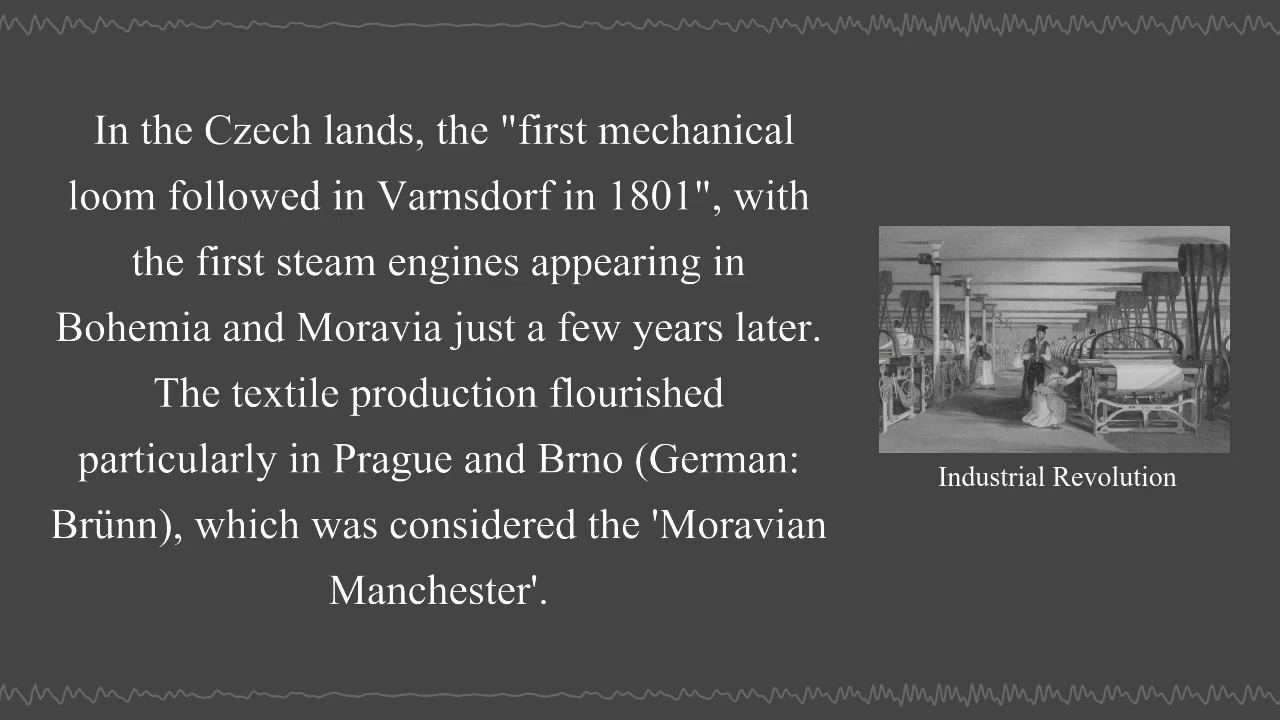 In the Czech lands, the "first mechanical
loom followed in Varnsdorf in 1801", with
the first steam engines appearing in
Bohemia and Moravia just a few years later.
The textile production flourished
particularly in Prague and Brno (German:
Brünn), which was considered the 'Moravian
Manchester'.
Industrial Revolution